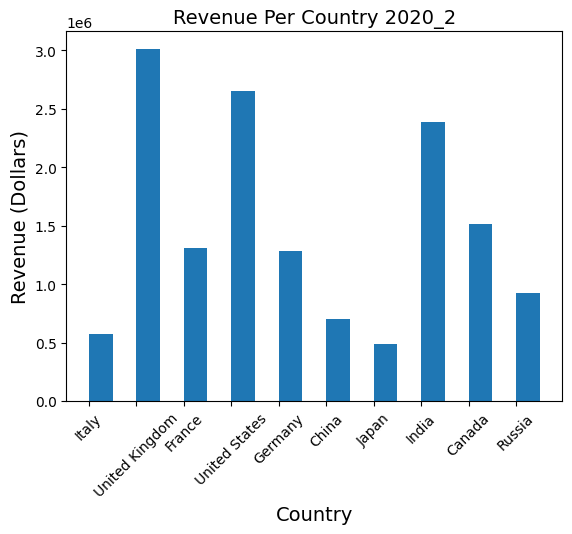 Revenue Per Country 2020_2
1e6
Revenue (Dollars)
3.0
2.5
2.0
1.5
1.0
0.5
0.0
Italy
United Kingdom
France
United States
Germany
China
Japan
India
Canada
Russia
Country